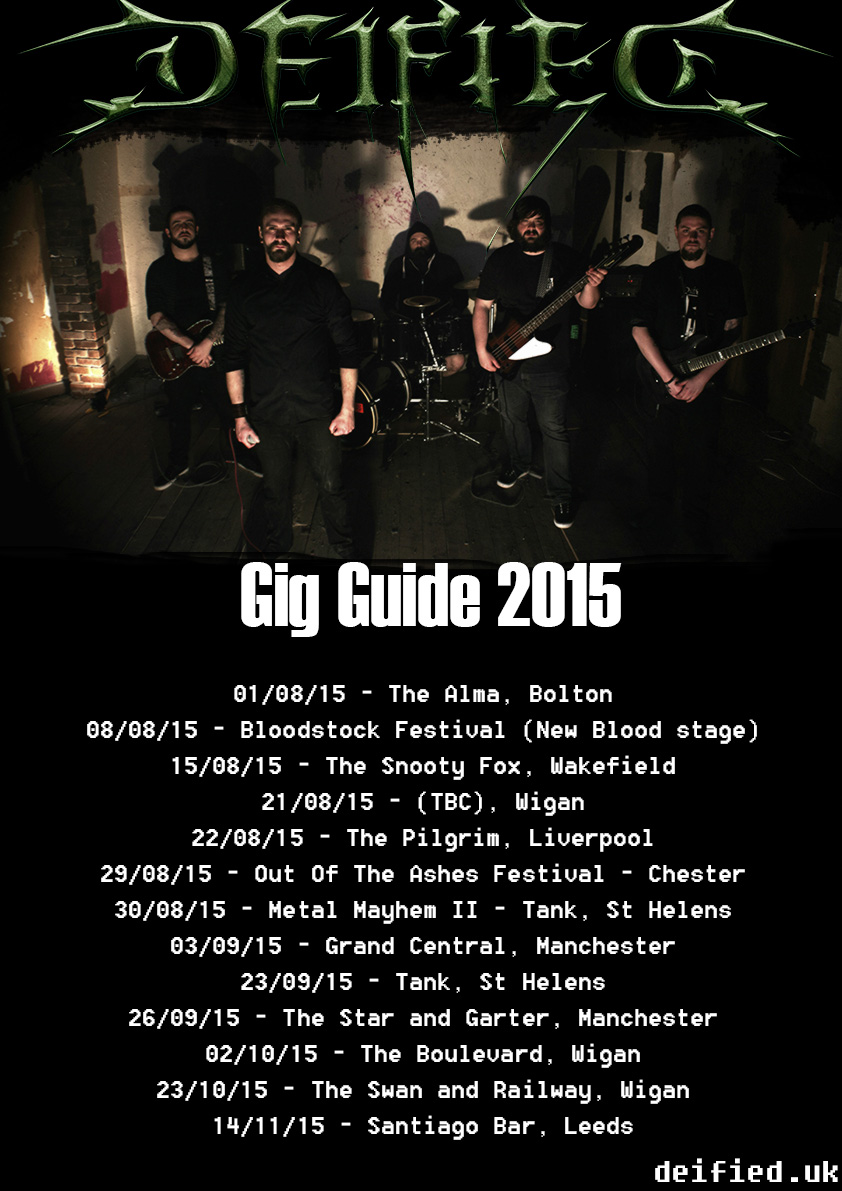 DEIFIED
Gig Guide 2015
01/08/15 - The Alma, Bolton
08/08/15 - Bloodstock Festival (New Blood stage)
15/08/15 - The Snooty Fox, Wakefield
21/08/15 - (TBC), Wigan
22/08/15 - The Pilgrim, Liverpool
29/08/15 - Out Of The Ashes Festival - Chester
30/08/15 - Metal Mayhem II - Tank, St Helens
03/09/15 - Grand Central, Manchester
23/09/15 - Tank, St Helens
26/09/15 - The Star and Garter, Manchester
02/10/15 - The Boulevard, Wigan
23/10/15 - The Swan and Railway, Wigan
14/11/15 - Santiago Bar, Leeds
deified.uk